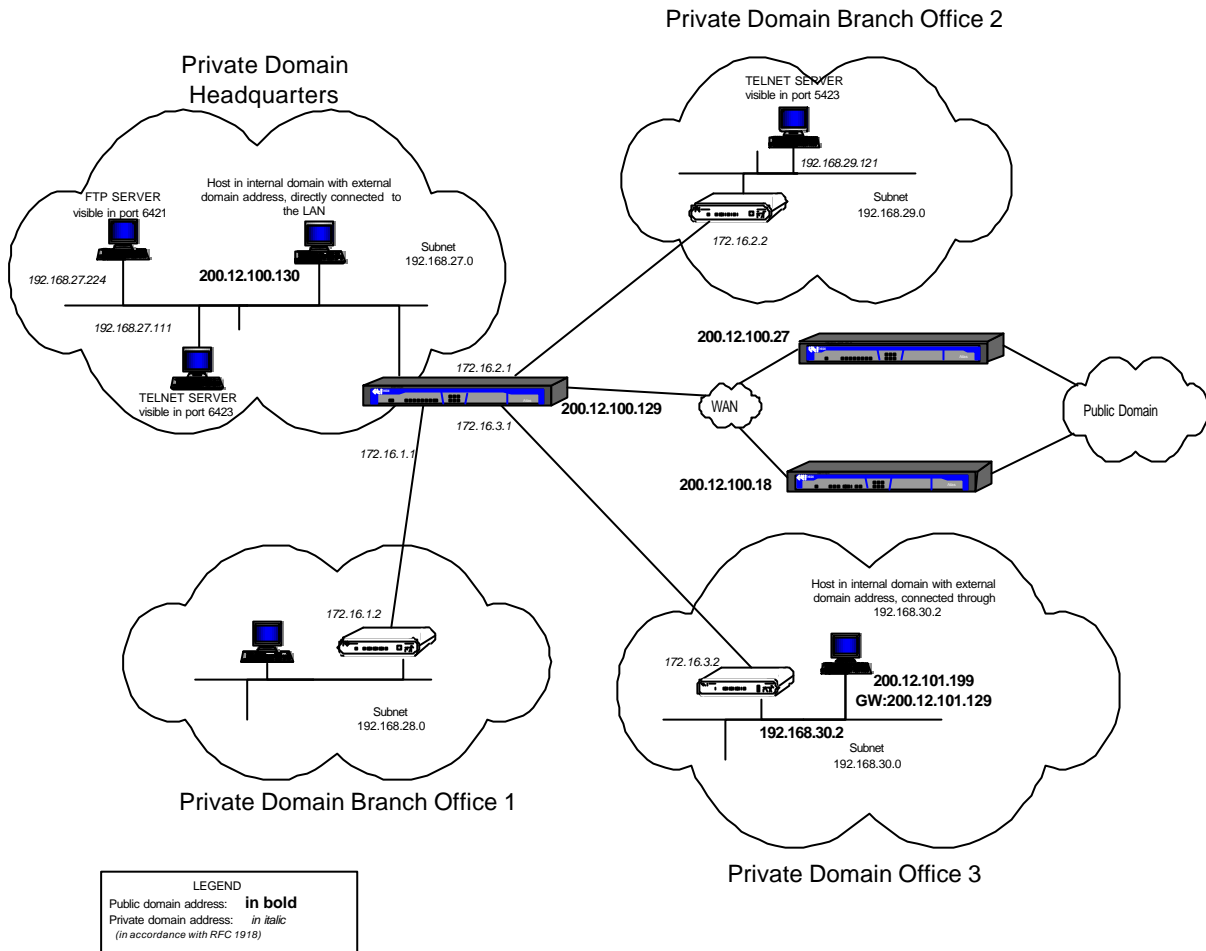 Private Domain Branch Office 2
Private Domain
Headquarters
TELNET SERVER
visible in port 5423
192.168.29.121
Subnet
192.168.29.0
172.16.2.2
Host in internal domain with external
domain address, directly connected to
the LAN
FTP SERVER
visible in port 6421
Subnet
192.168.27.0
192.168.27.224
200.12.100.130
192.168.27.111
TELNET SERVER
visible in port 6423
172.16.2.1
200.12.100.129
172.16.3.1
172.16.1.1
200.12.100.27
WAN
Public Domain
200.12.100.18
172.16.1.2
Subnet
192.168.28.0
Private Domain Branch Office 1
Host in internal domain with external
domain address, connected through
192.168.30.2
172.16.3.2
200.12.101.199
GW:200.12.101.129
192.168.30.2
Subnet
192.168.30.0
Private Domain Office 3
LEGEND
Public domain address: in bold
Private domain address: in italic
(in accordance with RFC 1918)